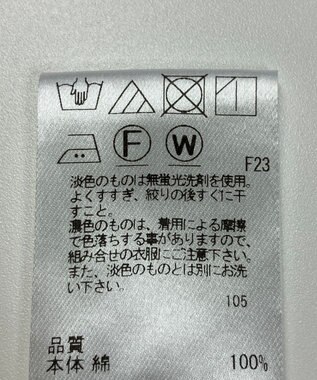 F W
F23
淡色のものは無蛍光洗剤を使用。
よくすすぎ、絞りの後すぐに干
すこと。
濃色のものは、着用による摩擦
で色落ちする事がありますので、
組み合せの衣服にご注意下さい。
また、淡色のものとは別にお洗
い下さい。
105
品質
本体 綿 100%